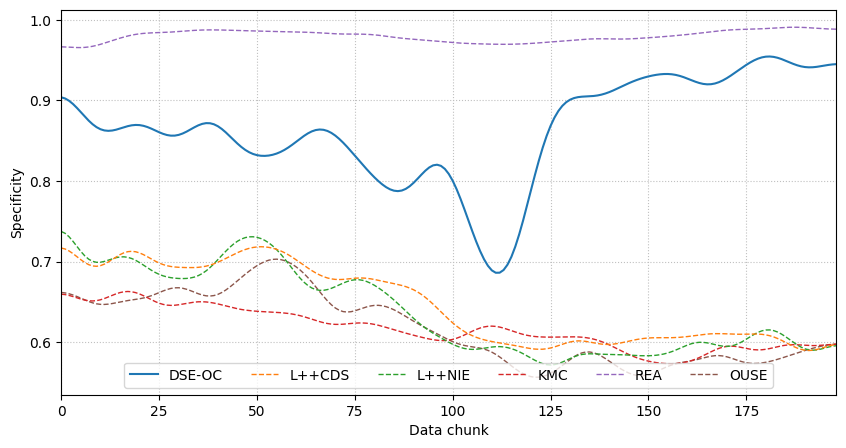 1.0
0.9
0.8
0.7
0.6
Specificity
0 25 50 75 100 125 150 175
Data chunk
DSE-OC L++CDS L++NIE KMC REA OUSE